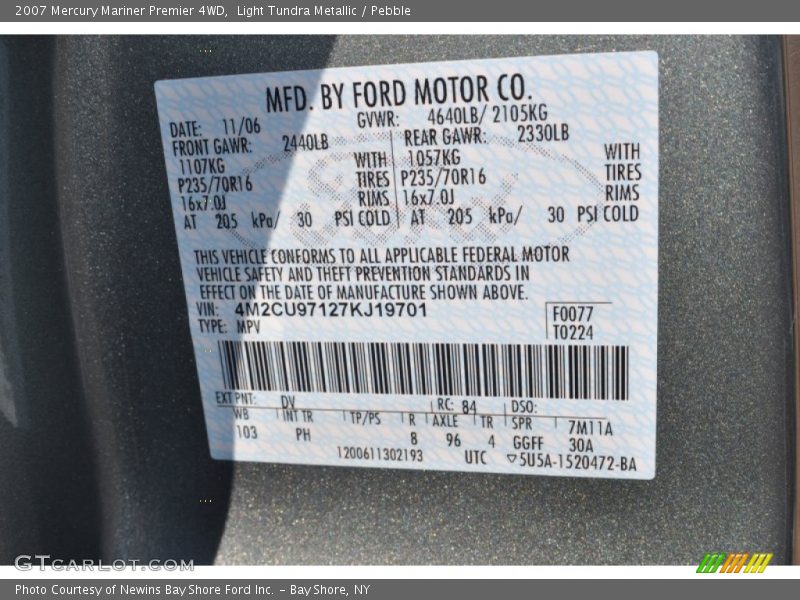 2007 Mercury Mariner Premier 4WD,  Light Tundra Metallic / Pebble
MFD. BY FORD MOTOR CO.
DATE: 11/06 GVWR: 4640LB/ 2105KG
FRONT GAWR: 2440LB REAR GAWR: 2330LB
1107KG WITH 1057KG WITH
P235/70R16 TIRES P235/70R16 TIRES
16x7.0J RIMS 16x7.0J RIMS
AT 205 kPa/ 30 PSI COLD AT 205 kPa/ 30 PSI COLD
THIS VEHICLE CONFORMS TO ALL APPLICABLE FEDERAL MOTOR
VEHICLE SAFETY AND THEFT PREVENTION STANDARDS IN
EFFECT ON THE DATE OF MANUFACTURE SHOWN ABOVE.
VIN: 4M2CU97127KJ19701 F0077
TYPE: MPV T0224
EXT PNT: DV RC: 84 DSO:
WB INT TR TP/PS R AXLE TR SPR 7M11A
103 PH 8 96 4 GGFF 30A
1200611302193 UTC ▽5U5A-1520472-BA
GTCARLOT.COM
Photo Courtesy of Newins Bay Shore Ford Inc. - Bay Shore, NY